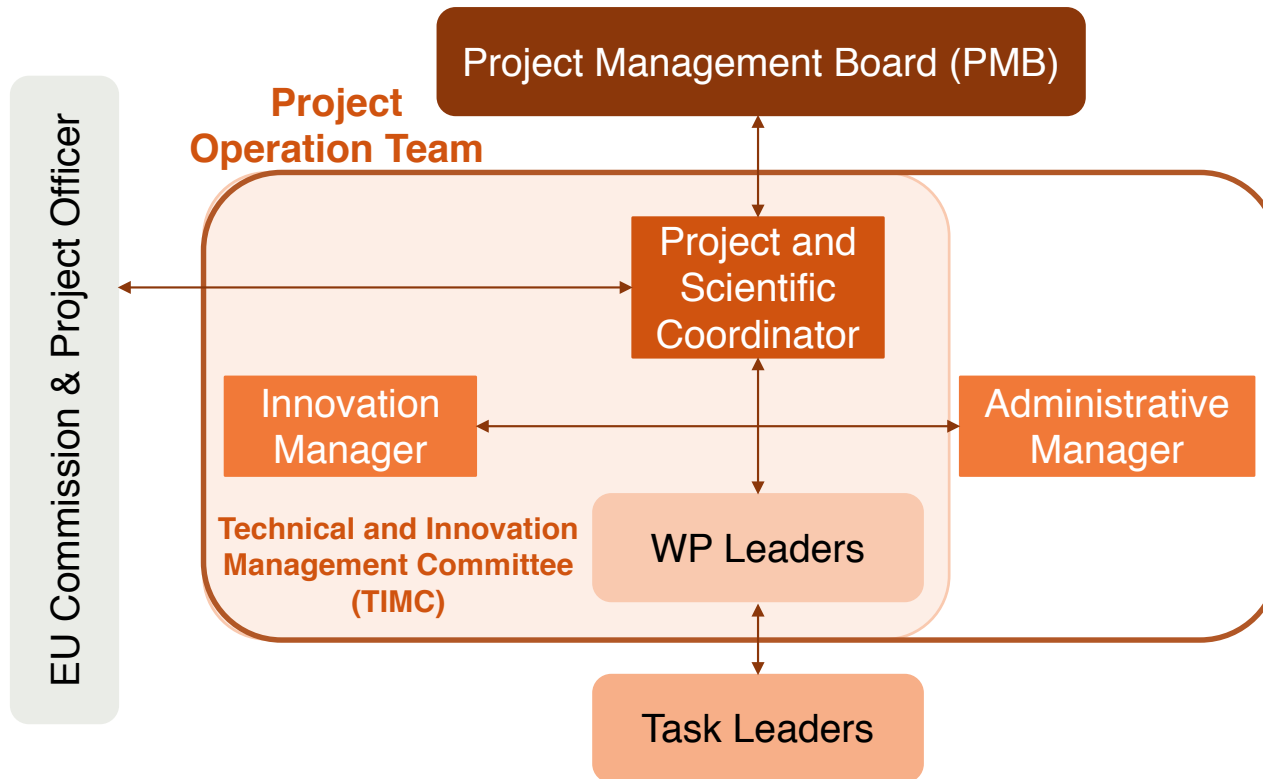 Project Management Board (PMB)
Project
Operation Team
EU Commission & Project Officer
Project and
Scientific
Coordinator
Innovation
Manager
Administrative
Manager
Technical and Innovation
Management Committee
(TIMC)
WP Leaders
Task Leaders